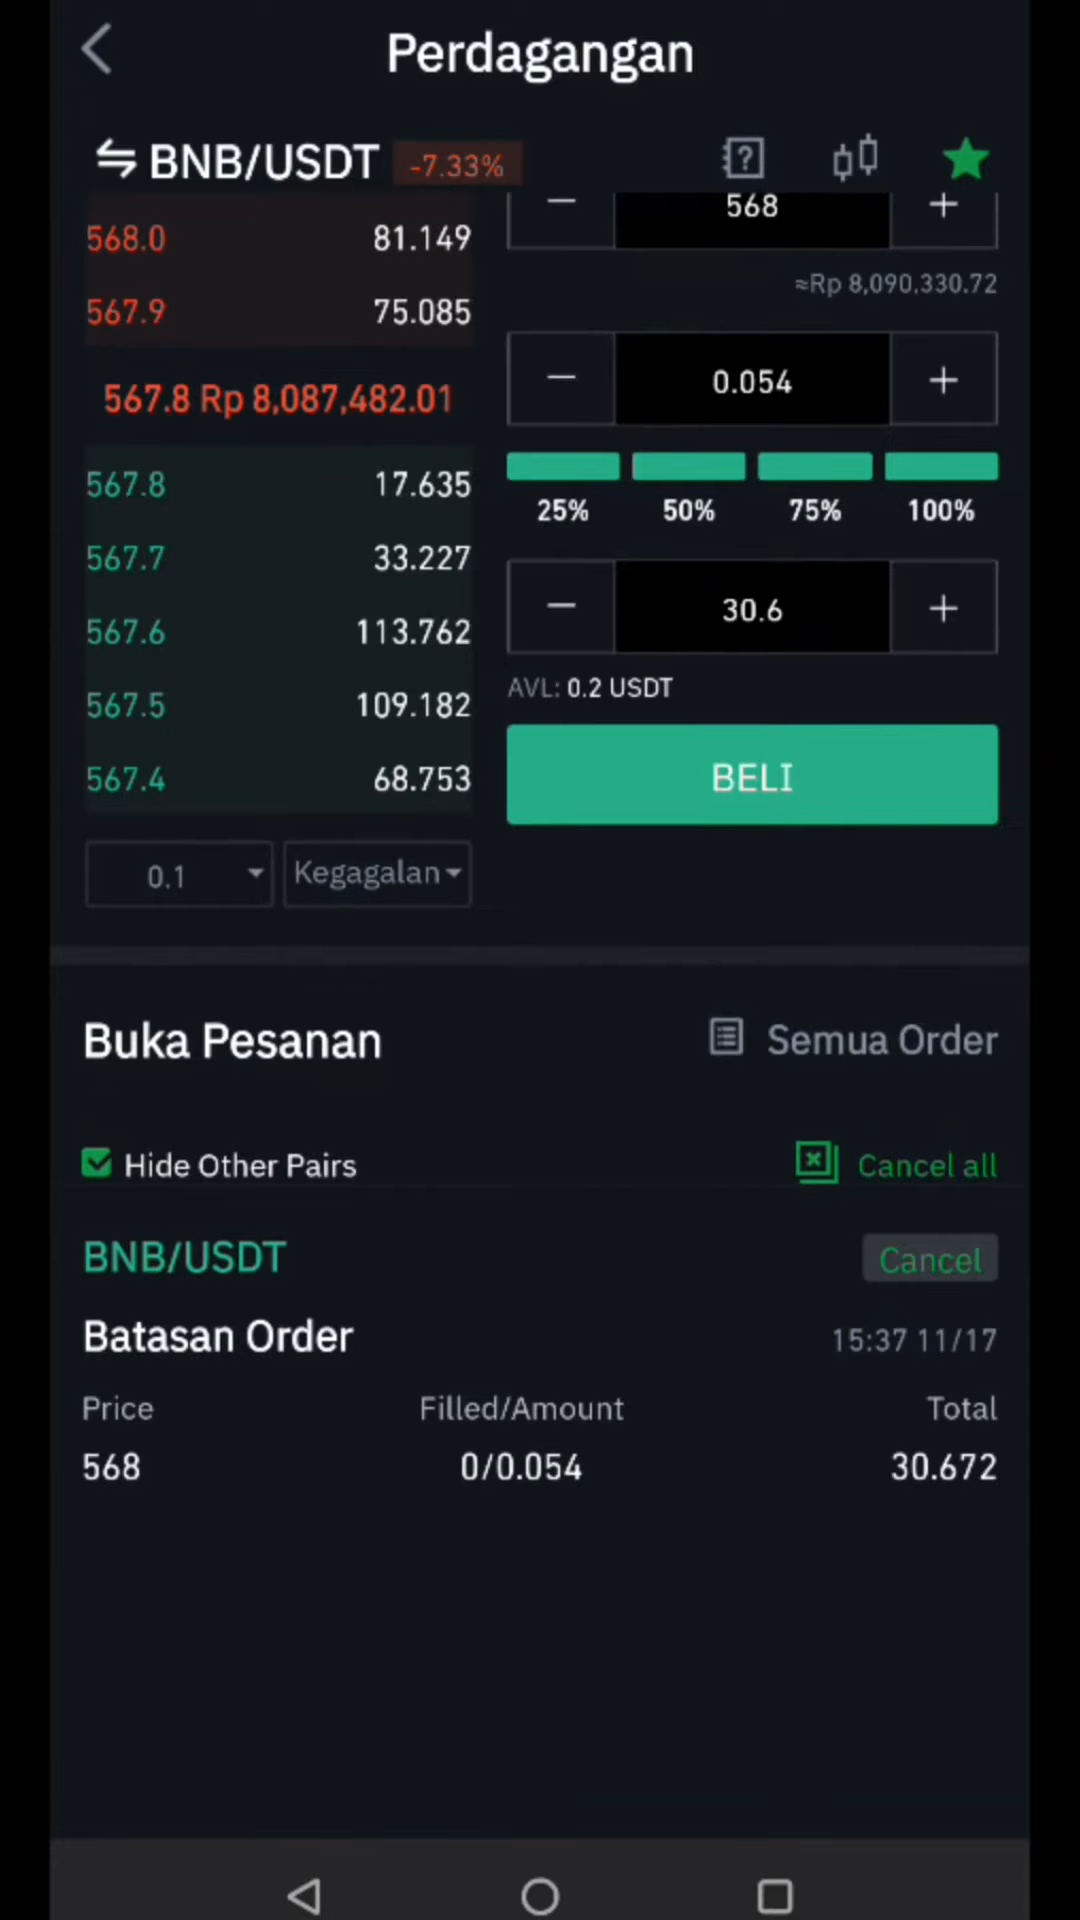 Perdagangan
BNB/USDT -7.33%
568.0 81.149
567.9 75.085
567.8 Rp 8,087,482.01
567.8 17.635
567.7 33.227
567.6 113.762
567.5 109.182
567.4 68.753
0.1 Kegagalan
− 568 +
≈Rp 8,090,330.72
− 0.054 +
25% 50% 75% 100%
− 30.6 +
AVL: 0.2 USDT
BELI
Buka Pesanan Semua Order
Hide Other Pairs Cancel all
BNB/USDT Cancel
Batasan Order 15:37 11/17
Price Filled/Amount Total
568 0/0.054 30.672